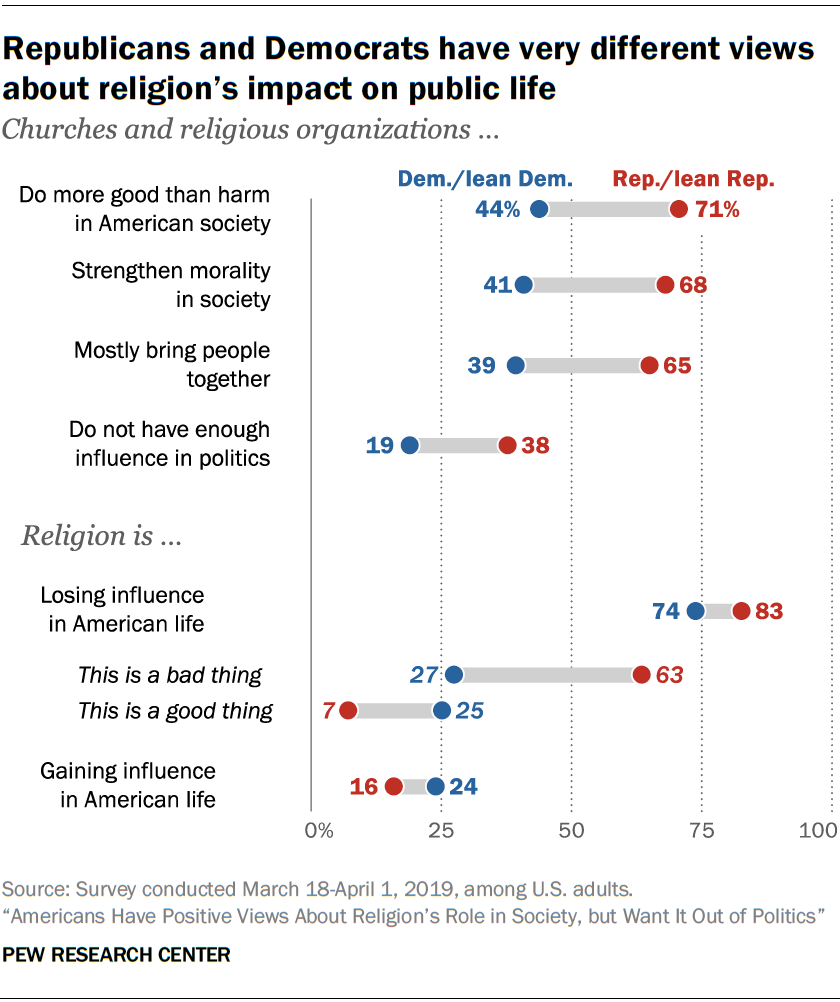 Republicans and Democrats have very different views
about religion’s impact on public life
Churches and religious organizations ...
Dem./lean Dem. Rep./lean Rep.
Do more good than harm
in American society
44% 71%
Strengthen morality
in society
41 68
Mostly bring people
together
39 65
Do not have enough
influence in politics
19 38
Religion is ...
Losing influence
in American life
74 83
This is a bad thing 27 63
This is a good thing 7 25
Gaining influence
in American life
16 24
0% 25 50 75 100
Source: Survey conducted March 18-April 1, 2019, among U.S. adults.
“Americans Have Positive Views About Religion’s Role in Society, but Want It Out of Politics”
PEW RESEARCH CENTER